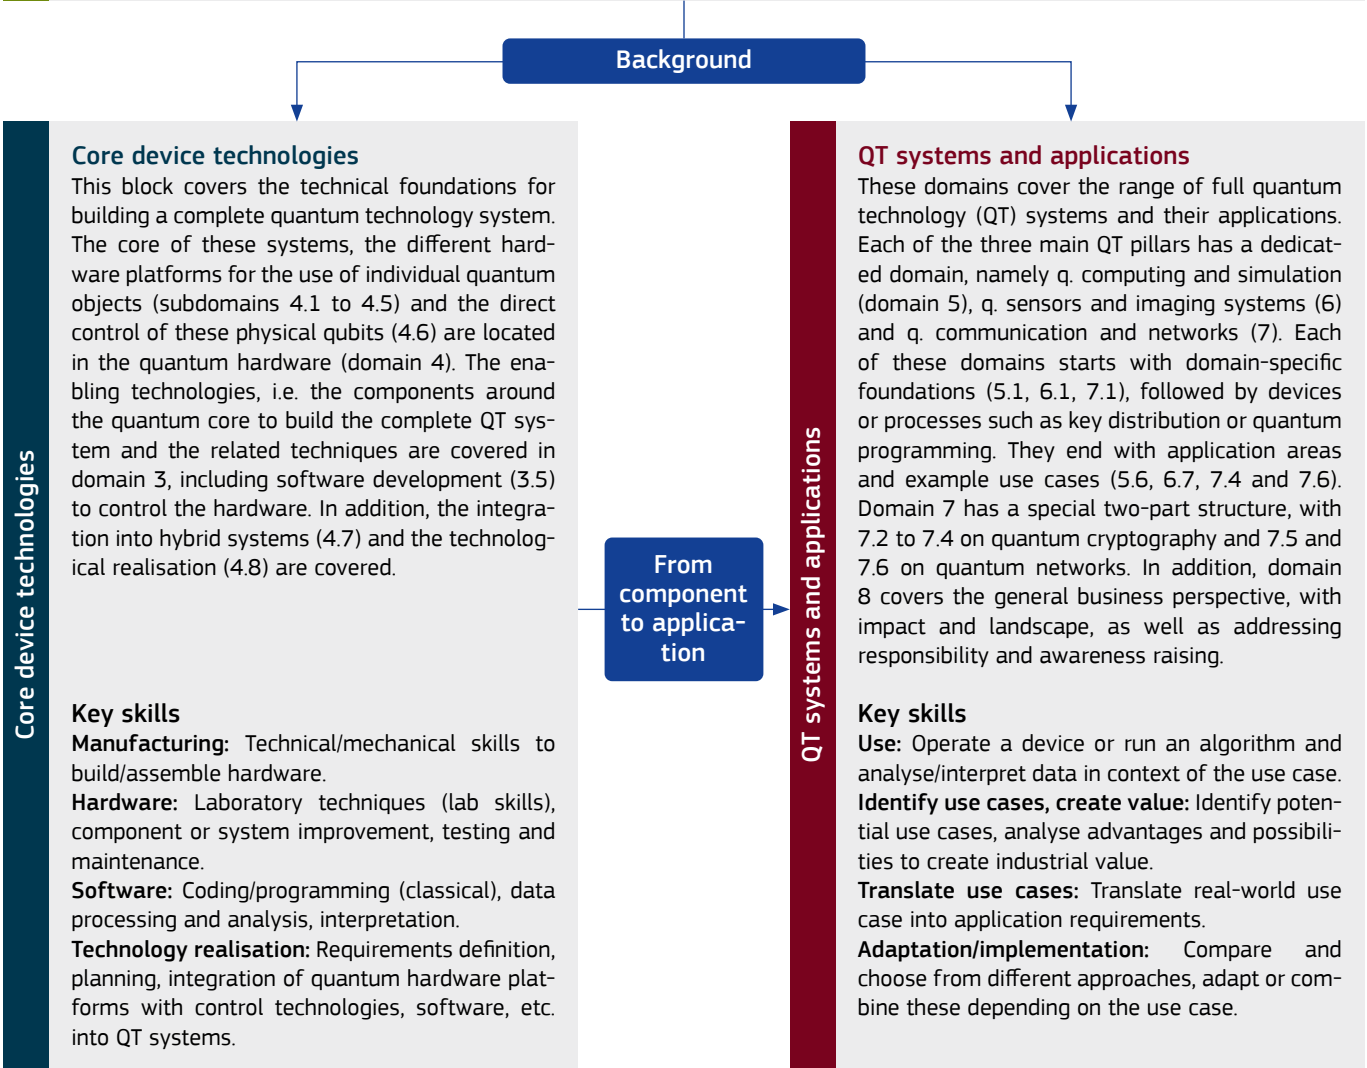 Background
Core device technologies
Core device technologies
This block covers the technical foundations for
building a complete quantum technology system.
The core of these systems, the different hard-
ware platforms for the use of individual quantum
objects (subdomains 4.1 to 4.5) and the direct
control of these physical qubits (4.6) are located
in the quantum hardware (domain 4). The ena-
bling technologies, i.e. the components around
the quantum core to build the complete QT sys-
tem and the related techniques are covered in
domain 3, including software development (3.5)
to control the hardware. In addition, the integra-
tion into hybrid systems (4.7) and the technolog-
ical realisation (4.8) are covered.
Key skills
Manufacturing: Technical/mechanical skills to
build/assemble hardware.
Hardware: Laboratory techniques (lab skills),
component or system improvement, testing and
maintenance.
Software: Coding/programming (classical), data
processing and analysis, interpretation.
Technology realisation: Requirements definition,
planning, integration of quantum hardware plat-
forms with control technologies, software, etc.
into QT systems.
From
component
to applica-
tion
QT systems and applications
QT systems and applications
These domains cover the range of full quantum
technology (QT) systems and their applications.
Each of the three main QT pillars has a dedicat-
ed domain, namely q. computing and simulation
(domain 5), q. sensors and imaging systems (6)
and q. communication and networks (7). Each
of these domains starts with domain-specific
foundations (5.1, 6.1, 7.1), followed by devices
or processes such as key distribution or quantum
programming. They end with application areas
and example use cases (5.6, 6.7, 7.4 and 7.6).
Domain 7 has a special two-part structure, with
7.2 to 7.4 on quantum cryptography and 7.5 and
7.6 on quantum networks. In addition, domain
8 covers the general business perspective, with
impact and landscape, as well as addressing
responsibility and awareness raising.
Key skills
Use: Operate a device or run an algorithm and
analyse/interpret data in context of the use case.
Identify use cases, create value: Identify poten-
tial use cases, analyse advantages and possibili-
ties to create industrial value.
Translate use cases: Translate real-world use
case into application requirements.
Adaptation/implementation: Compare and
choose from different approaches, adapt or com-
bine these depending on the use case.